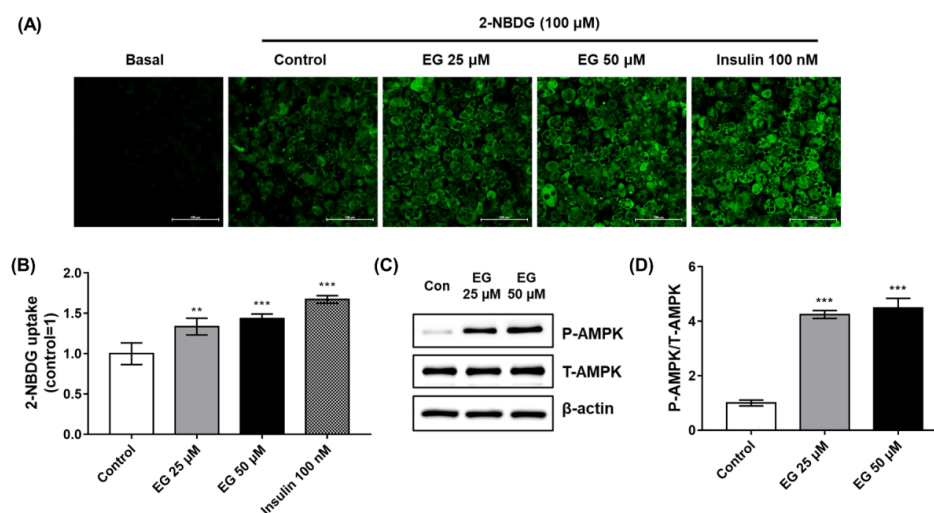 (A)
2-NBDG (100 µM)
Basal
Control
EG 25 µM
EG 50 µM
Insulin 100 nM
(B)
2-NBDG uptake
(control=1)
2.0
1.5
1.0
0.5
0.0
**
***
***
Control
EG 25 µM
EG 50 µM
Insulin 100 nM
(C)
Con
EG
25 µM
EG
50 µM
P-AMPK
T-AMPK
β-actin
(D)
P-AMPK/T-AMPK
6
4
2
0
***
***
Control
EG 25 µM
EG 50 µM